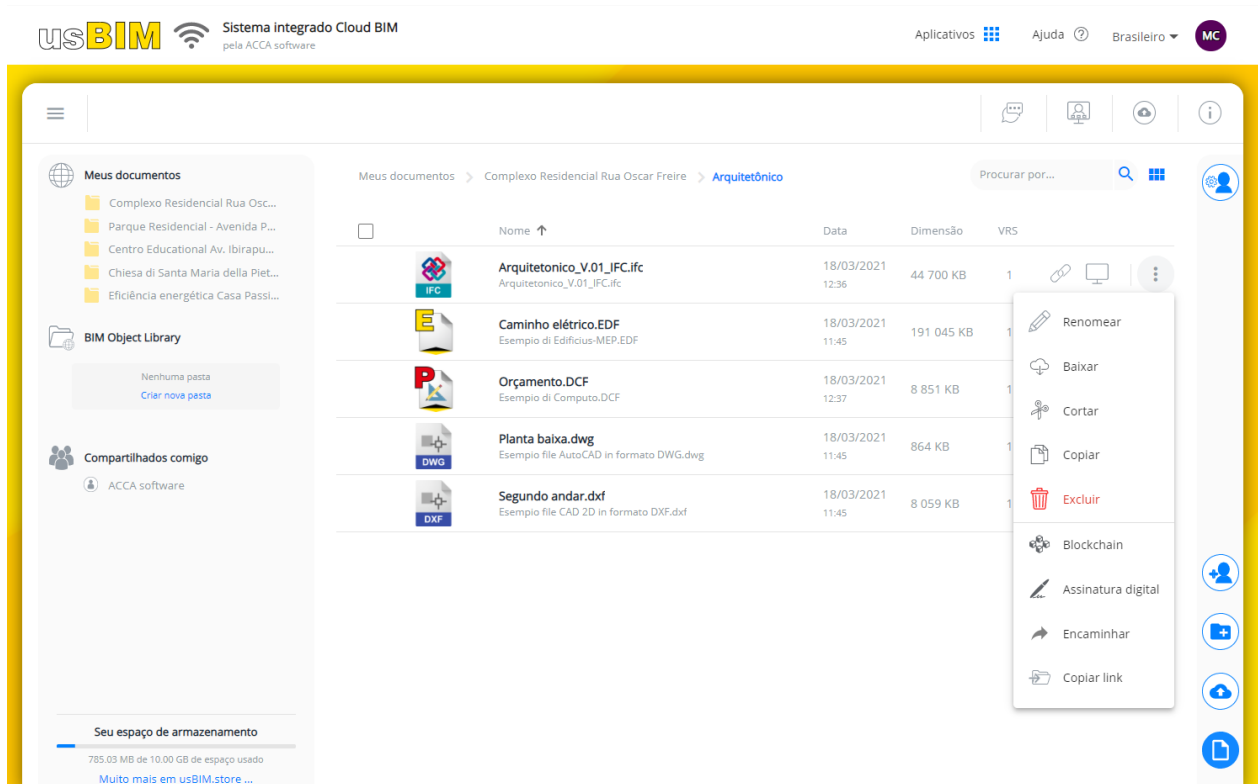 usBIM
Sistema integrado Cloud BIM
pela ACCA software
Aplicativos
Ajuda
Brasileiro
MC
Meus documentos
Complexo Residencial Rua Osc...
Parque Residencial - Avenida P...
Centro Educational Av. Ibirapu...
Chiesa di Santa Maria della Piet...
Eficiência energética Casa Passi...
BIM Object Library
Nenhuma pasta
Criar nova pasta
Compartilhados comigo
ACCA software
Seu espaço de armazenamento
785.03 MB de 10.00 GB de espaço usado
Muito mais em usBIM.store ...
Meus documentos > Complexo Residencial Rua Oscar Freire > Arquitetônico
Procurar por...
Nome Data Dimensão VRS
IFC
Arquitetonico_V.01_IFC.ifc 18/03/2021 44 700 KB 1
Arquitetonico_V.01_IFC.ifc 12:36
E
Caminho elétrico.EDF 18/03/2021 191 045 KB 1
Esempio di Edificius-MEP.EDF 11:45
P
Orçamento.DCF 18/03/2021 8 851 KB 1
Esempio di Computo.DCF 12:37
DWG
Planta baixa.dwg 18/03/2021 864 KB 1
Esempio file AutoCAD in formato DWG.dwg 11:45
DXF
Segundo andar.dxf 18/03/2021 8 059 KB 1
Esempio file CAD 2D in formato DXF.dxf 11:45
Renomear
Baixar
Cortar
Copiar
Excluir
Blockchain
Assinatura digital
Encaminhar
Copiar link